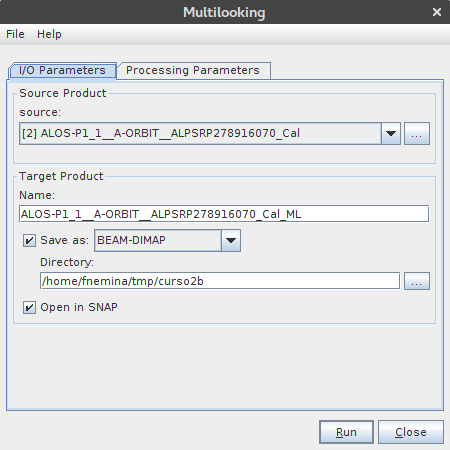 Multilooking
File Help
I/O Parameters Processing Parameters
Source Product
source:
[2] ALOS-P1_1__A-ORBIT__ALPSRP278916070_Cal ...
Target Product
Name:
ALOS-P1_1__A-ORBIT__ALPSRP278916070_Cal_ML
Save as: BEAM-DIMAP
Directory:
/home/fnemina/tmp/curso2b ...
Open in SNAP
Run Close